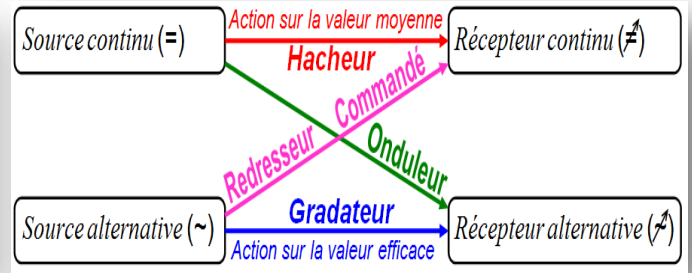 Action sur la valeur moyenne
Source continu (=)
Récepteur continu (≠)
Hacheur
Redresseur Commandé
Onduleur
Gradateur
Source alternative (~)
Récepteur alternative (~)
Action sur la valeur efficace